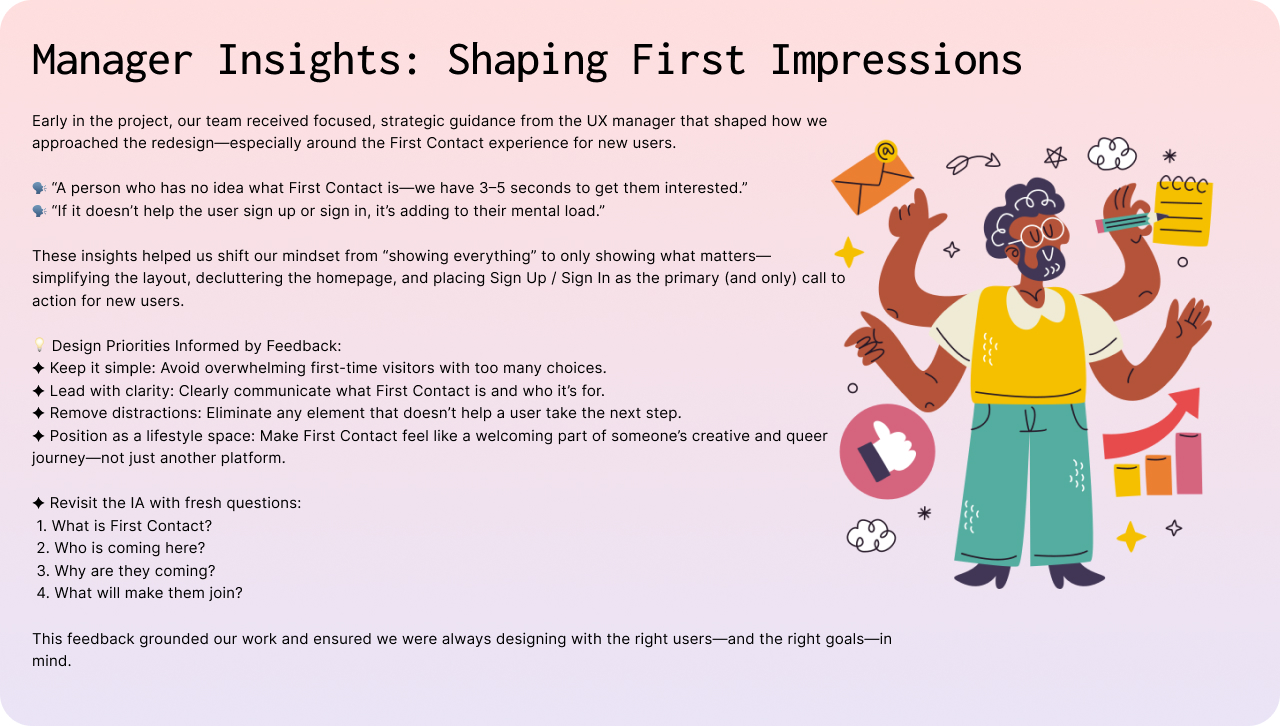 Manager Insights: Shaping First Impressions
Early in the project, our team received focused, strategic guidance from the UX manager that shaped how we
approached the redesign—especially around the First Contact experience for new users.
🗣️ “A person who has no idea what First Contact is—we have 3–5 seconds to get them interested.”
🗣️ “If it doesn’t help the user sign up or sign in, it’s adding to their mental load.”
These insights helped us shift our mindset from “showing everything” to only showing what matters—
simplifying the layout, decluttering the homepage, and placing Sign Up / Sign In as the primary (and only) call to
action for new users.
💡 Design Priorities Informed by Feedback:
✦ Keep it simple: Avoid overwhelming first-time visitors with too many choices.
✦ Lead with clarity: Clearly communicate what First Contact is and who it’s for.
✦ Remove distractions: Eliminate any element that doesn’t help a user take the next step.
✦ Position as a lifestyle space: Make First Contact feel like a welcoming part of someone’s creative and queer
journey—not just another platform.
✦ Revisit the IA with fresh questions:
1. What is First Contact?
2. Who is coming here?
3. Why are they coming?
4. What will make them join?
This feedback grounded our work and ensured we were always designing with the right users—and the right goals—in
mind.
@